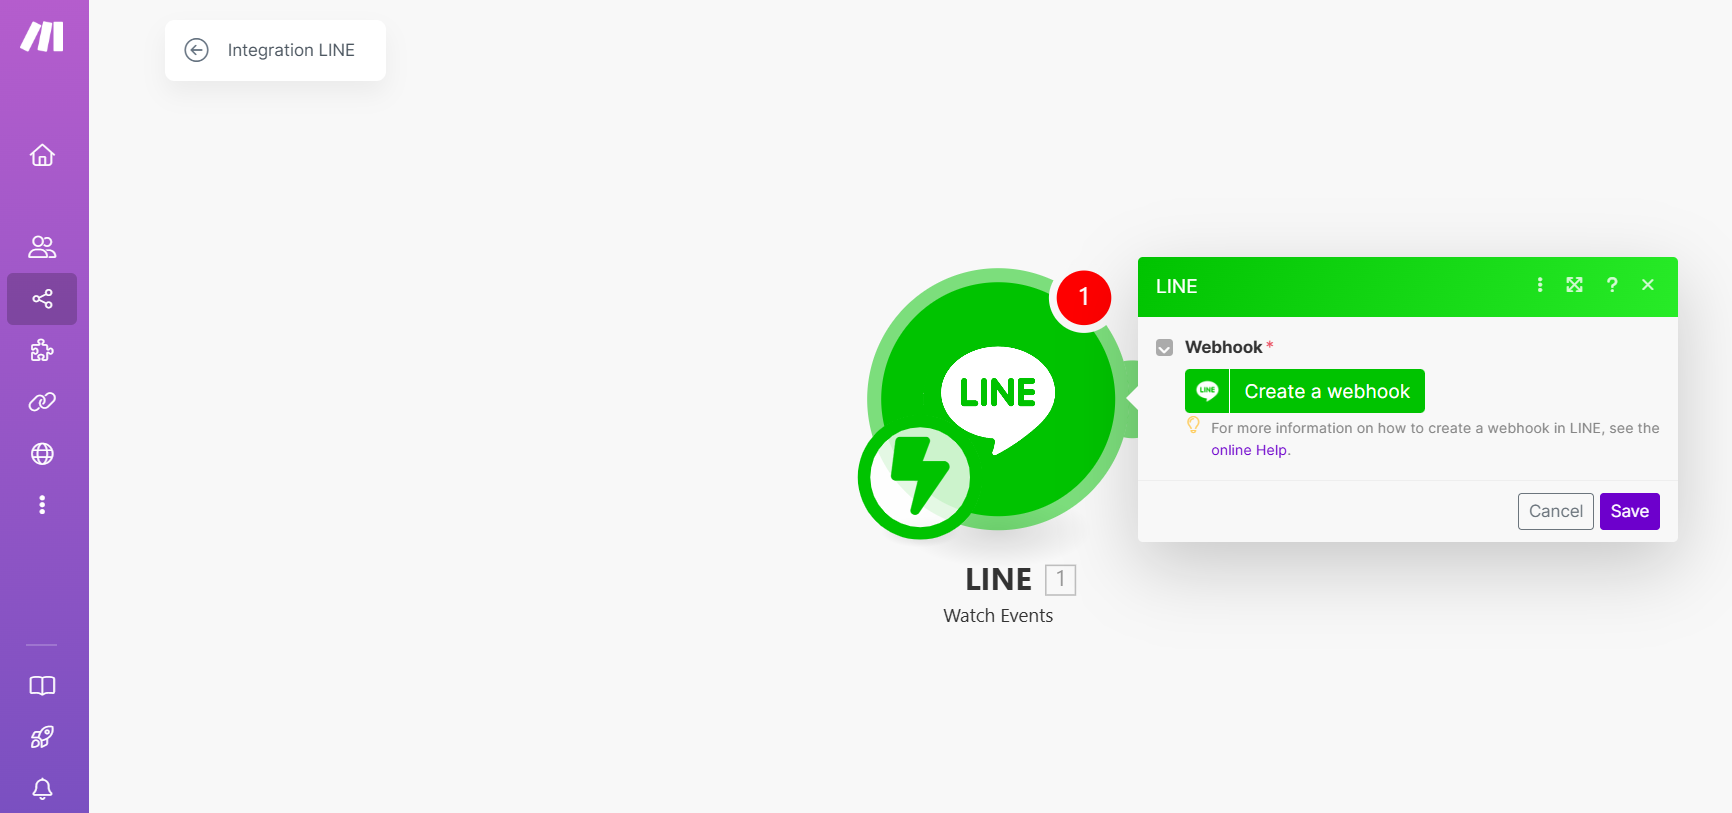 Integration LINE
1
LINE
LINE 1
Watch Events
LINE
?
Webhook *
LINE Create a webhook
For more information on how to create a webhook in LINE, see the
online Help.
Cancel Save